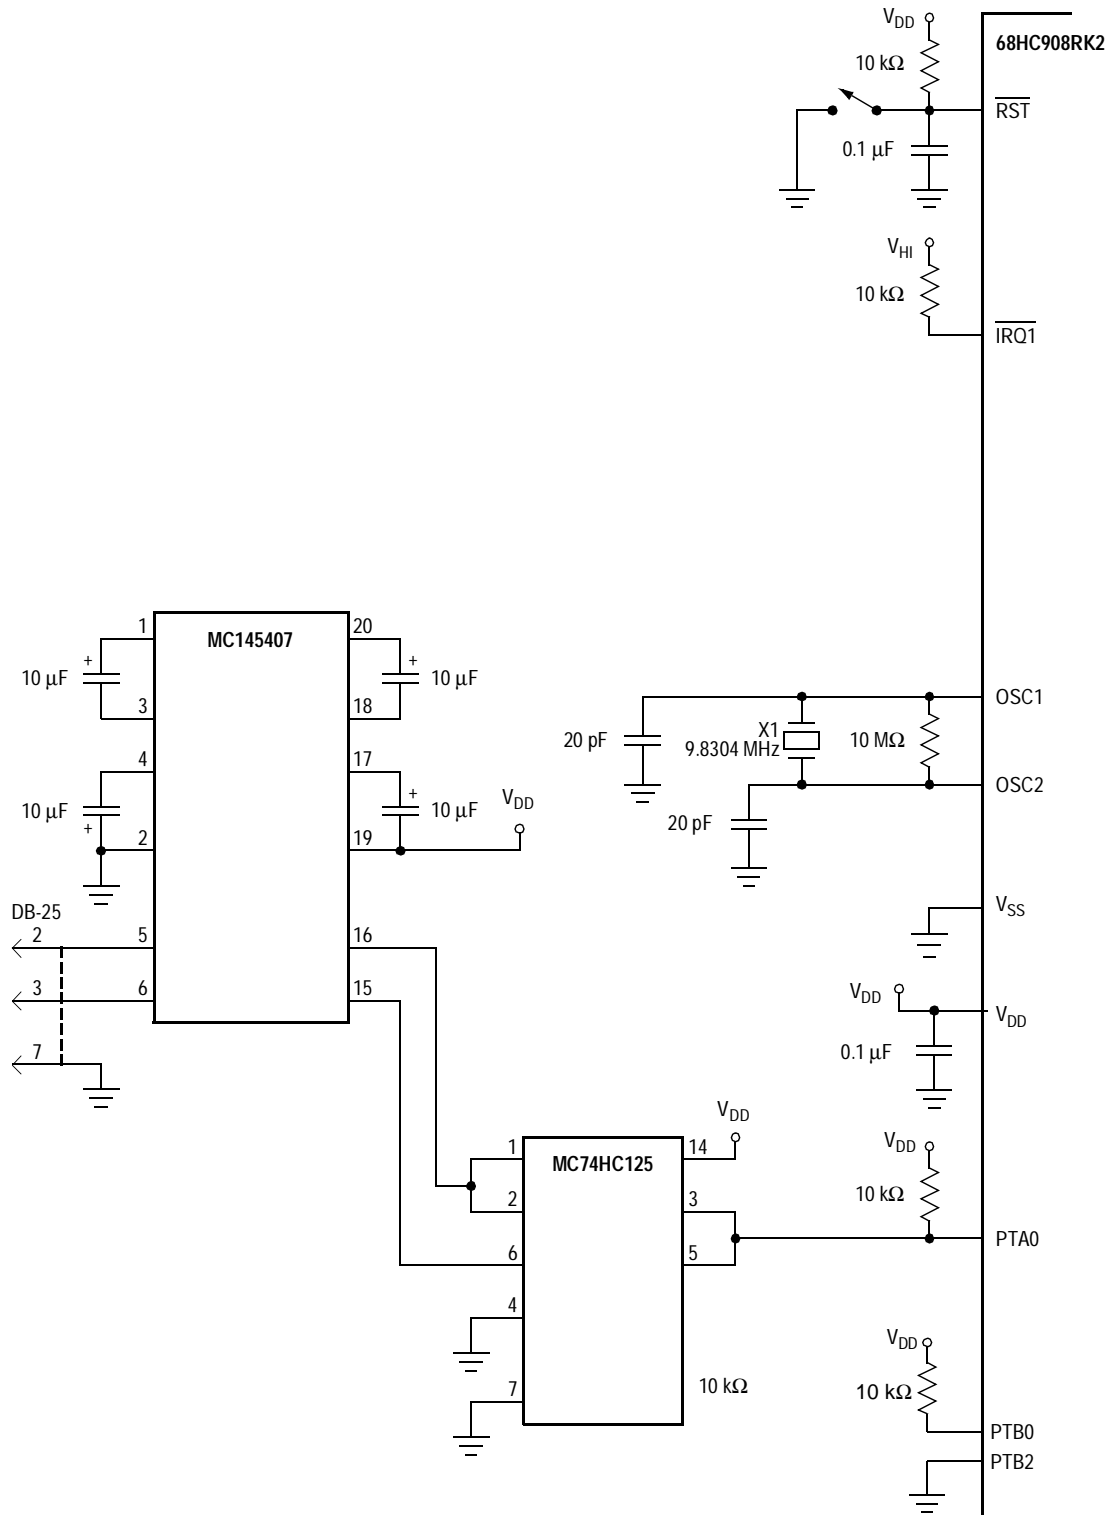 V_DD
68HC908RK2
10 kΩ
RST
0.1 µF
V_HI
10 kΩ
IRQ1
1
20
MC145407
+
+
10 µF
10 µF
3
18
OSC1
X1
20 pF
9.8304 MHz
10 MΩ
4
17
+
10 µF
10 µF
V_DD
OSC2
+
20 pF
2
19
V_SS
DB-25
2
5
16
3
6
15
V_DD
V_DD
7
0.1 µF
V_DD
1
14
V_DD
MC74HC125
10 kΩ
2
3
PTA0
6
5
4
V_DD
7
10 kΩ
10 kΩ
PTB0
PTB2